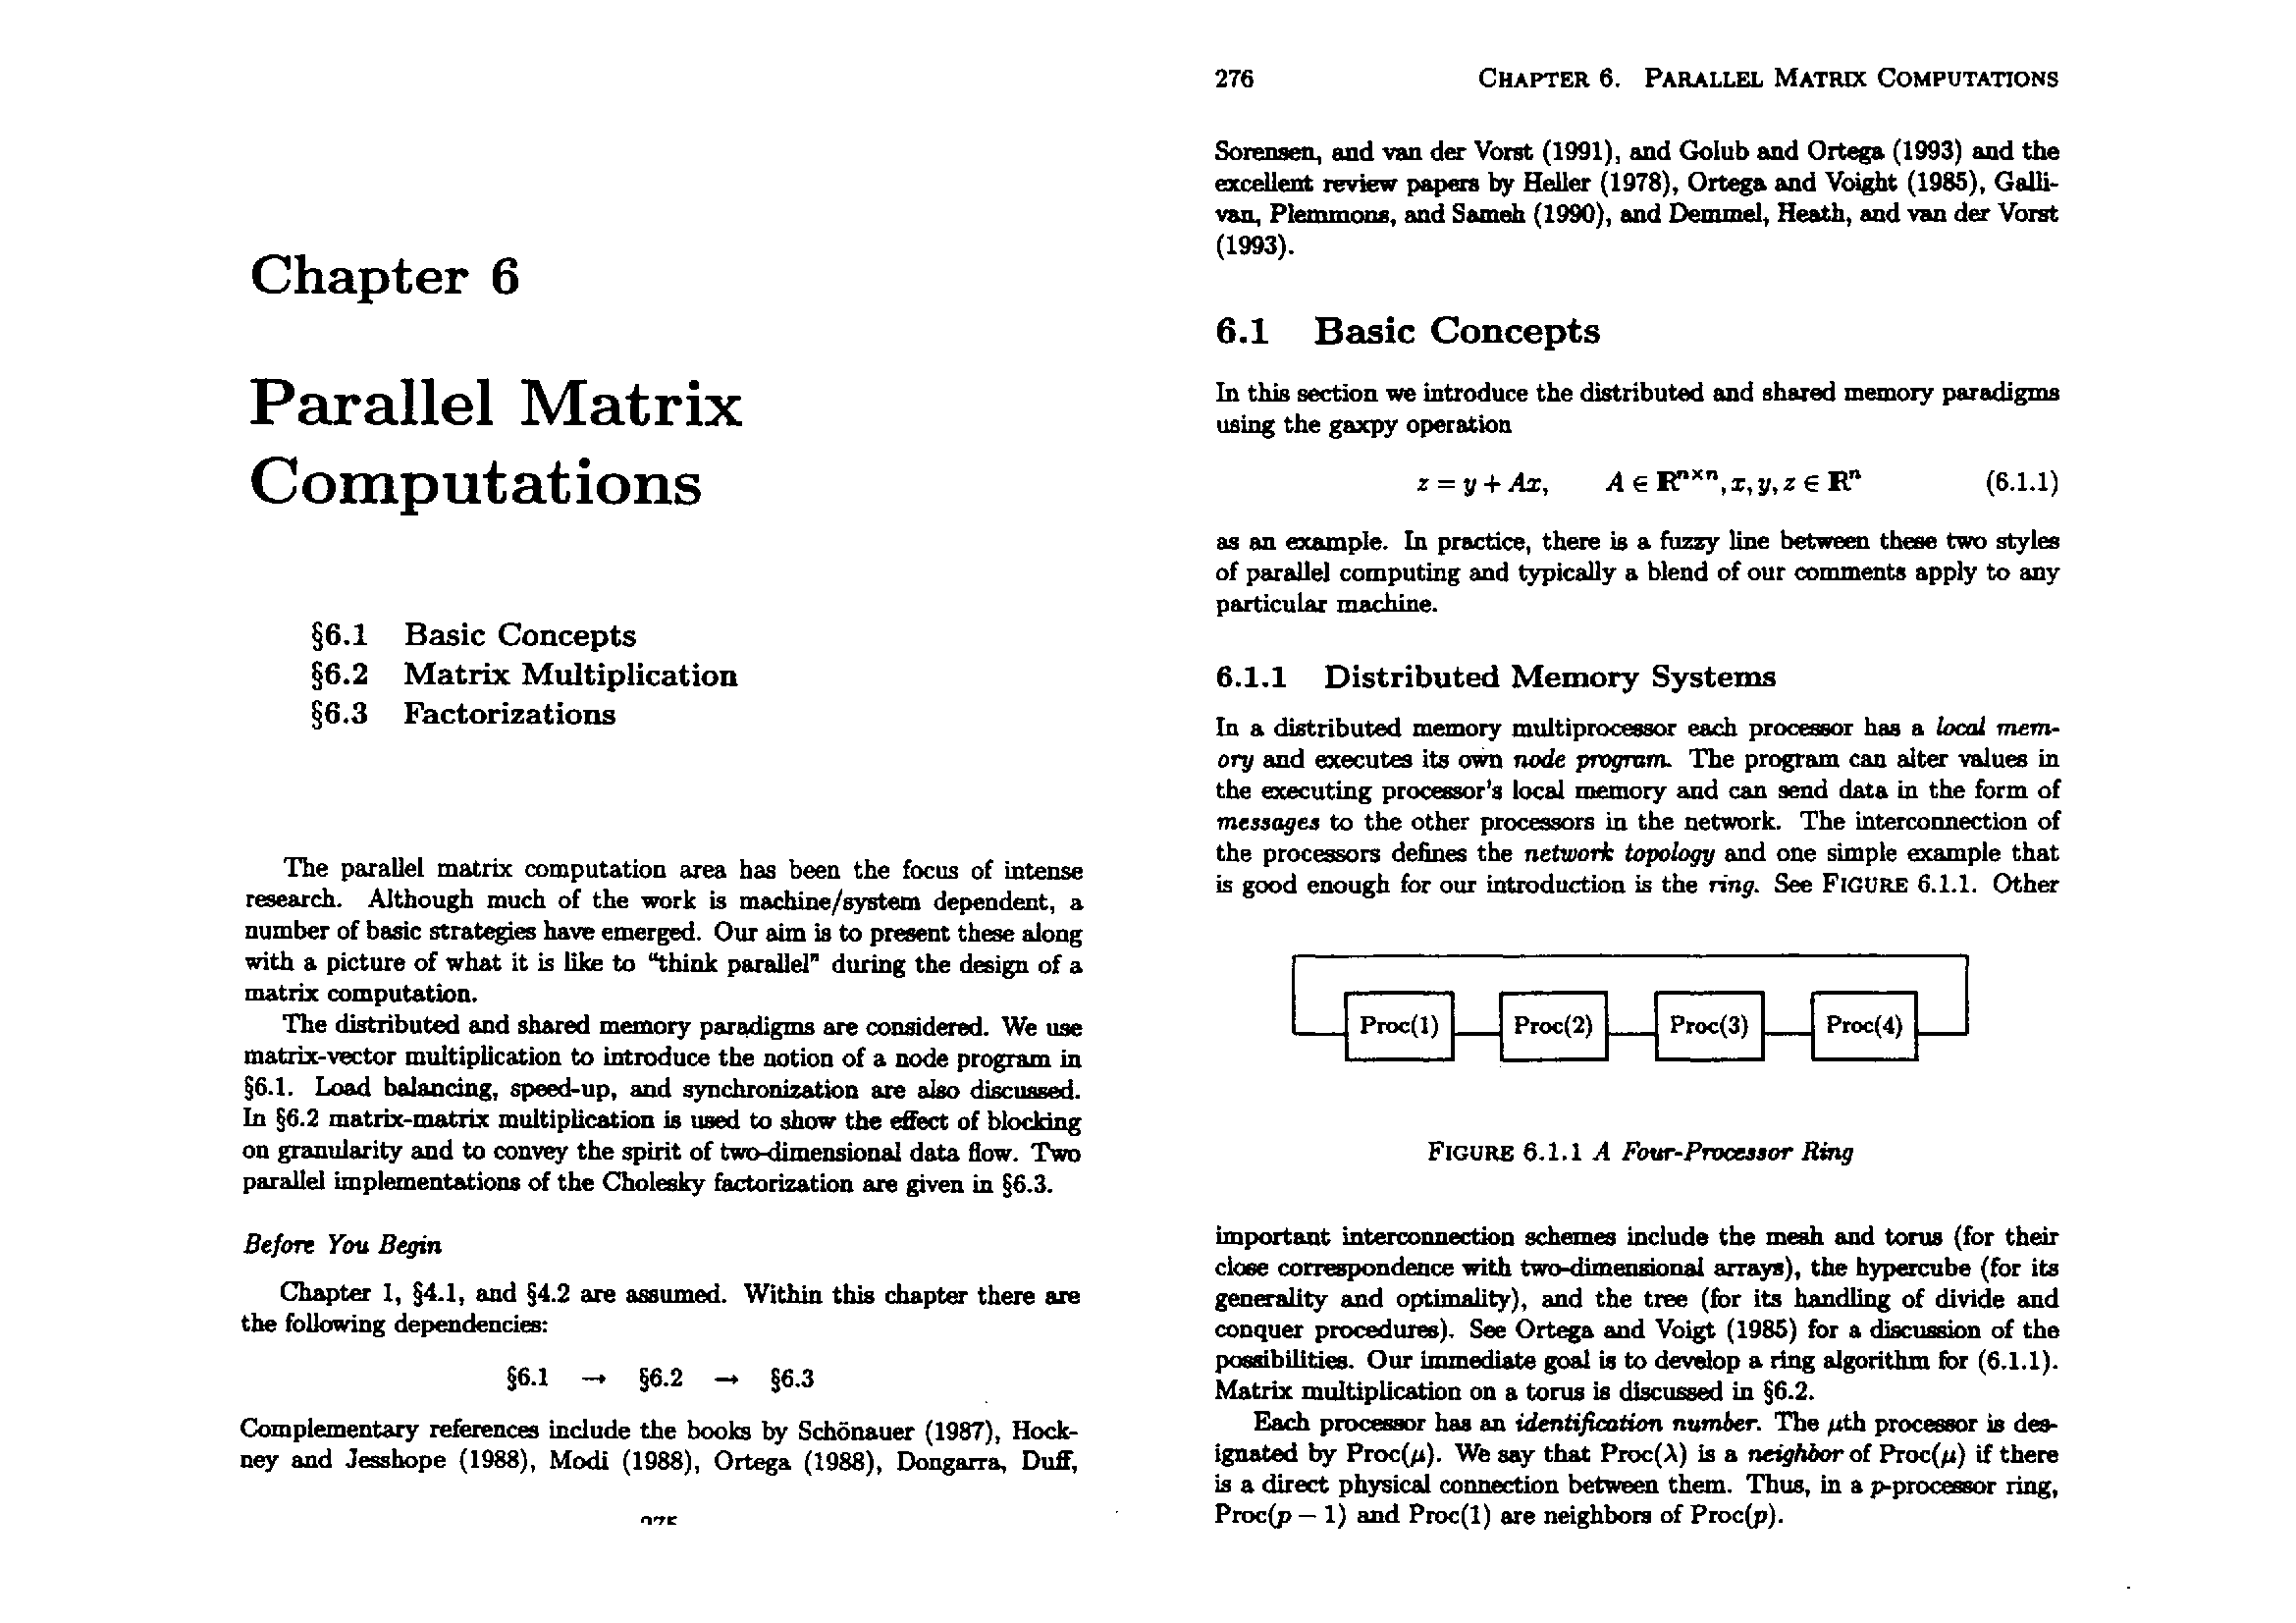 Chapter 6
Parallel Matrix
Computations
§6.1 Basic Concepts
§6.2 Matrix Multiplication
§6.3 Factorizations
The parallel matrix computation area has been the focus of intense
research. Although much of the work is machine/system dependent, a
number of basic strategies have emerged. Our aim is to present these along
with a picture of what it is like to “think parallel” during the design of a
matrix computation.
The distributed and shared memory paradigms are considered. We use
matrix-vector multiplication to introduce the notion of a node program in
§6.1. Load balancing, speed-up, and synchronization are also discussed.
In §6.2 matrix-matrix multiplication is used to show the effect of blocking
on granularity and to convey the spirit of two-dimensional data flow. Two
parallel implementations of the Cholesky factorization are given in §6.3.
Before You Begin
Chapter 1, §4.1, and §4.2 are assumed. Within this chapter there are
the following dependencies:
§6.1 → §6.2 → §6.3
Complementary references include the books by Schönauer (1987), Hock-
ney and Jesshope (1988), Modi (1988), Ortega (1988), Dongarra, Duff,
276 CHAPTER 6. PARALLEL MATRIX COMPUTATIONS
Sorensen, and van der Vorst (1991), and Golub and Ortega (1993) and the
excellent review papers by Heller (1978), Ortega and Voight (1985), Galli-
van, Plemmons, and Sameh (1990), and Demmel, Heath, and van der Vorst
(1993).
6.1 Basic Concepts
In this section we introduce the distributed and shared memory paradigms
using the gaxpy operation
z = y + Ax, A ∈ ℝⁿˣⁿ, x, y, z ∈ ℝⁿ (6.1.1)
as an example. In practice, there is a fuzzy line between these two styles
of parallel computing and typically a blend of our comments apply to any
particular machine.
6.1.1 Distributed Memory Systems
In a distributed memory multiprocessor each processor has a local mem-
ory and executes its own node program. The program can alter values in
the executing processor's local memory and can send data in the form of
messages to the other processors in the network. The interconnection of
the processors defines the network topology and one simple example that
is good enough for our introduction is the ring. See FIGURE 6.1.1. Other
Proc(1) Proc(2) Proc(3) Proc(4)
FIGURE 6.1.1 A Four-Processor Ring
important interconnection schemes include the mesh and torus (for their
close correspondence with two-dimensional arrays), the hypercube (for its
generality and optimality), and the tree (for its handling of divide and
conquer procedures). See Ortega and Voigt (1985) for a discussion of the
possibilities. Our immediate goal is to develop a ring algorithm for (6.1.1).
Matrix multiplication on a torus is discussed in §6.2.
Each processor has an identification number. The μth processor is des-
ignated by Proc(μ). We say that Proc(λ) is a neighbor of Proc(μ) if there
is a direct physical connection between them. Thus, in a p-processor ring,
Proc(p − 1) and Proc(1) are neighbors of Proc(p).